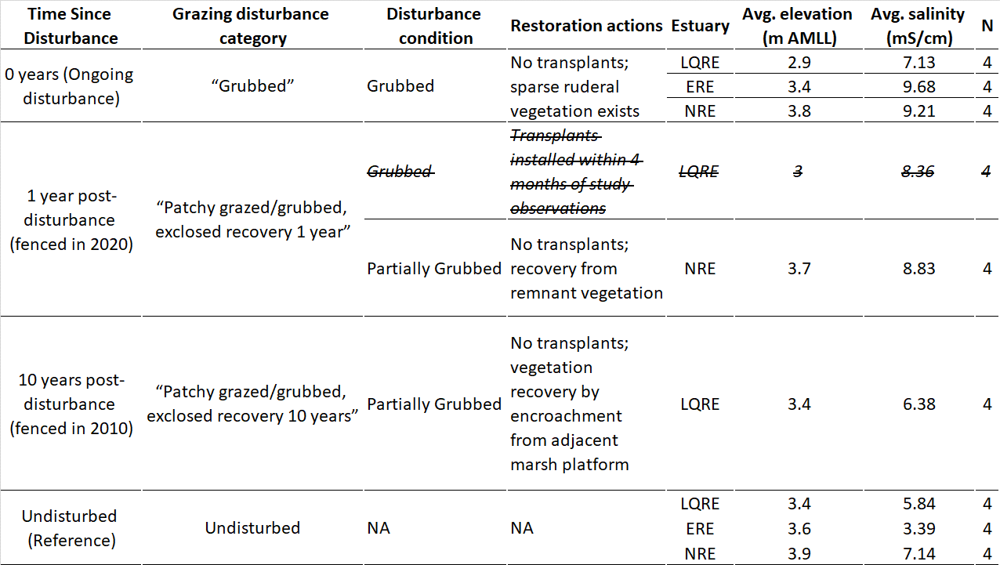 Time Since Disturbance | Grazing disturbance category | Disturbance condition | Restoration actions | Estuary | Avg. elevation (m AMLL) | Avg. salinity (mS/cm) | N
0 years (Ongoing disturbance) | “Grubbed” | Grubbed | No transplants; sparse ruderal vegetation exists | LQRE | 2.9 | 7.13 | 4
ERE | 3.4 | 9.68 | 4
NRE | 3.8 | 9.21 | 4
1 year post-disturbance (fenced in 2020) | “Patchy grazed/grubbed, exclosed recovery 1 year” | Grubbed | Transplants installed within 4 months of study observations | LQRE | 3 | 8.36 | 4
Partially Grubbed | No transplants; recovery from remnant vegetation | NRE | 3.7 | 8.83 | 4
10 years post-disturbance (fenced in 2010) | “Patchy grazed/grubbed, exclosed recovery 10 years” | Partially Grubbed | No transplants; vegetation recovery by encroachment from adjacent marsh platform | LQRE | 3.4 | 6.38 | 4
Undisturbed (Reference) | Undisturbed | NA | NA | LQRE | 3.4 | 5.84 | 4
ERE | 3.6 | 3.39 | 4
NRE | 3.9 | 7.14 | 4